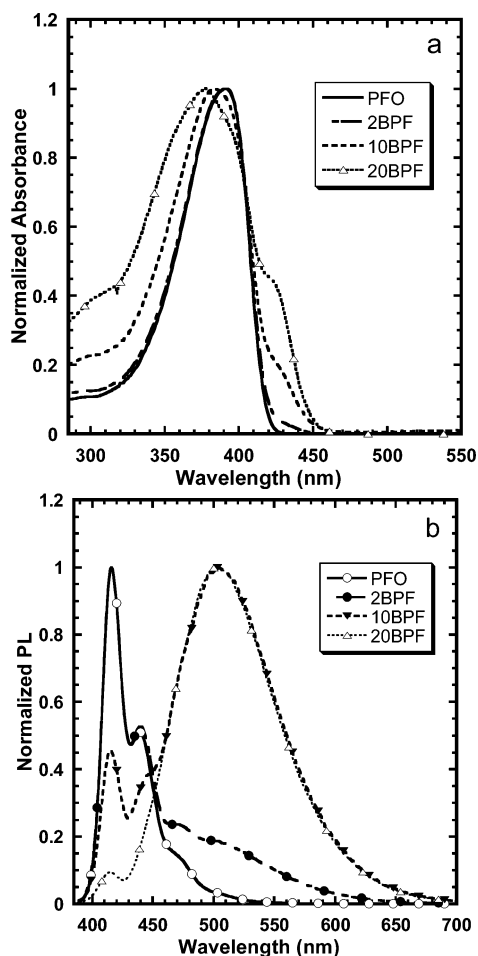 1.2
a
PFO
2BPF
10BPF
20BPF
1
0.8
0.6
0.4
0.2
0
Normalized Absorbance
300 350 400 450 500 550
Wavelength (nm)
1.2
b
PFO
2BPF
10BPF
20BPF
1
0.8
0.6
0.4
0.2
0
Normalized PL
400 450 500 550 600 650 700
Wavelength (nm)